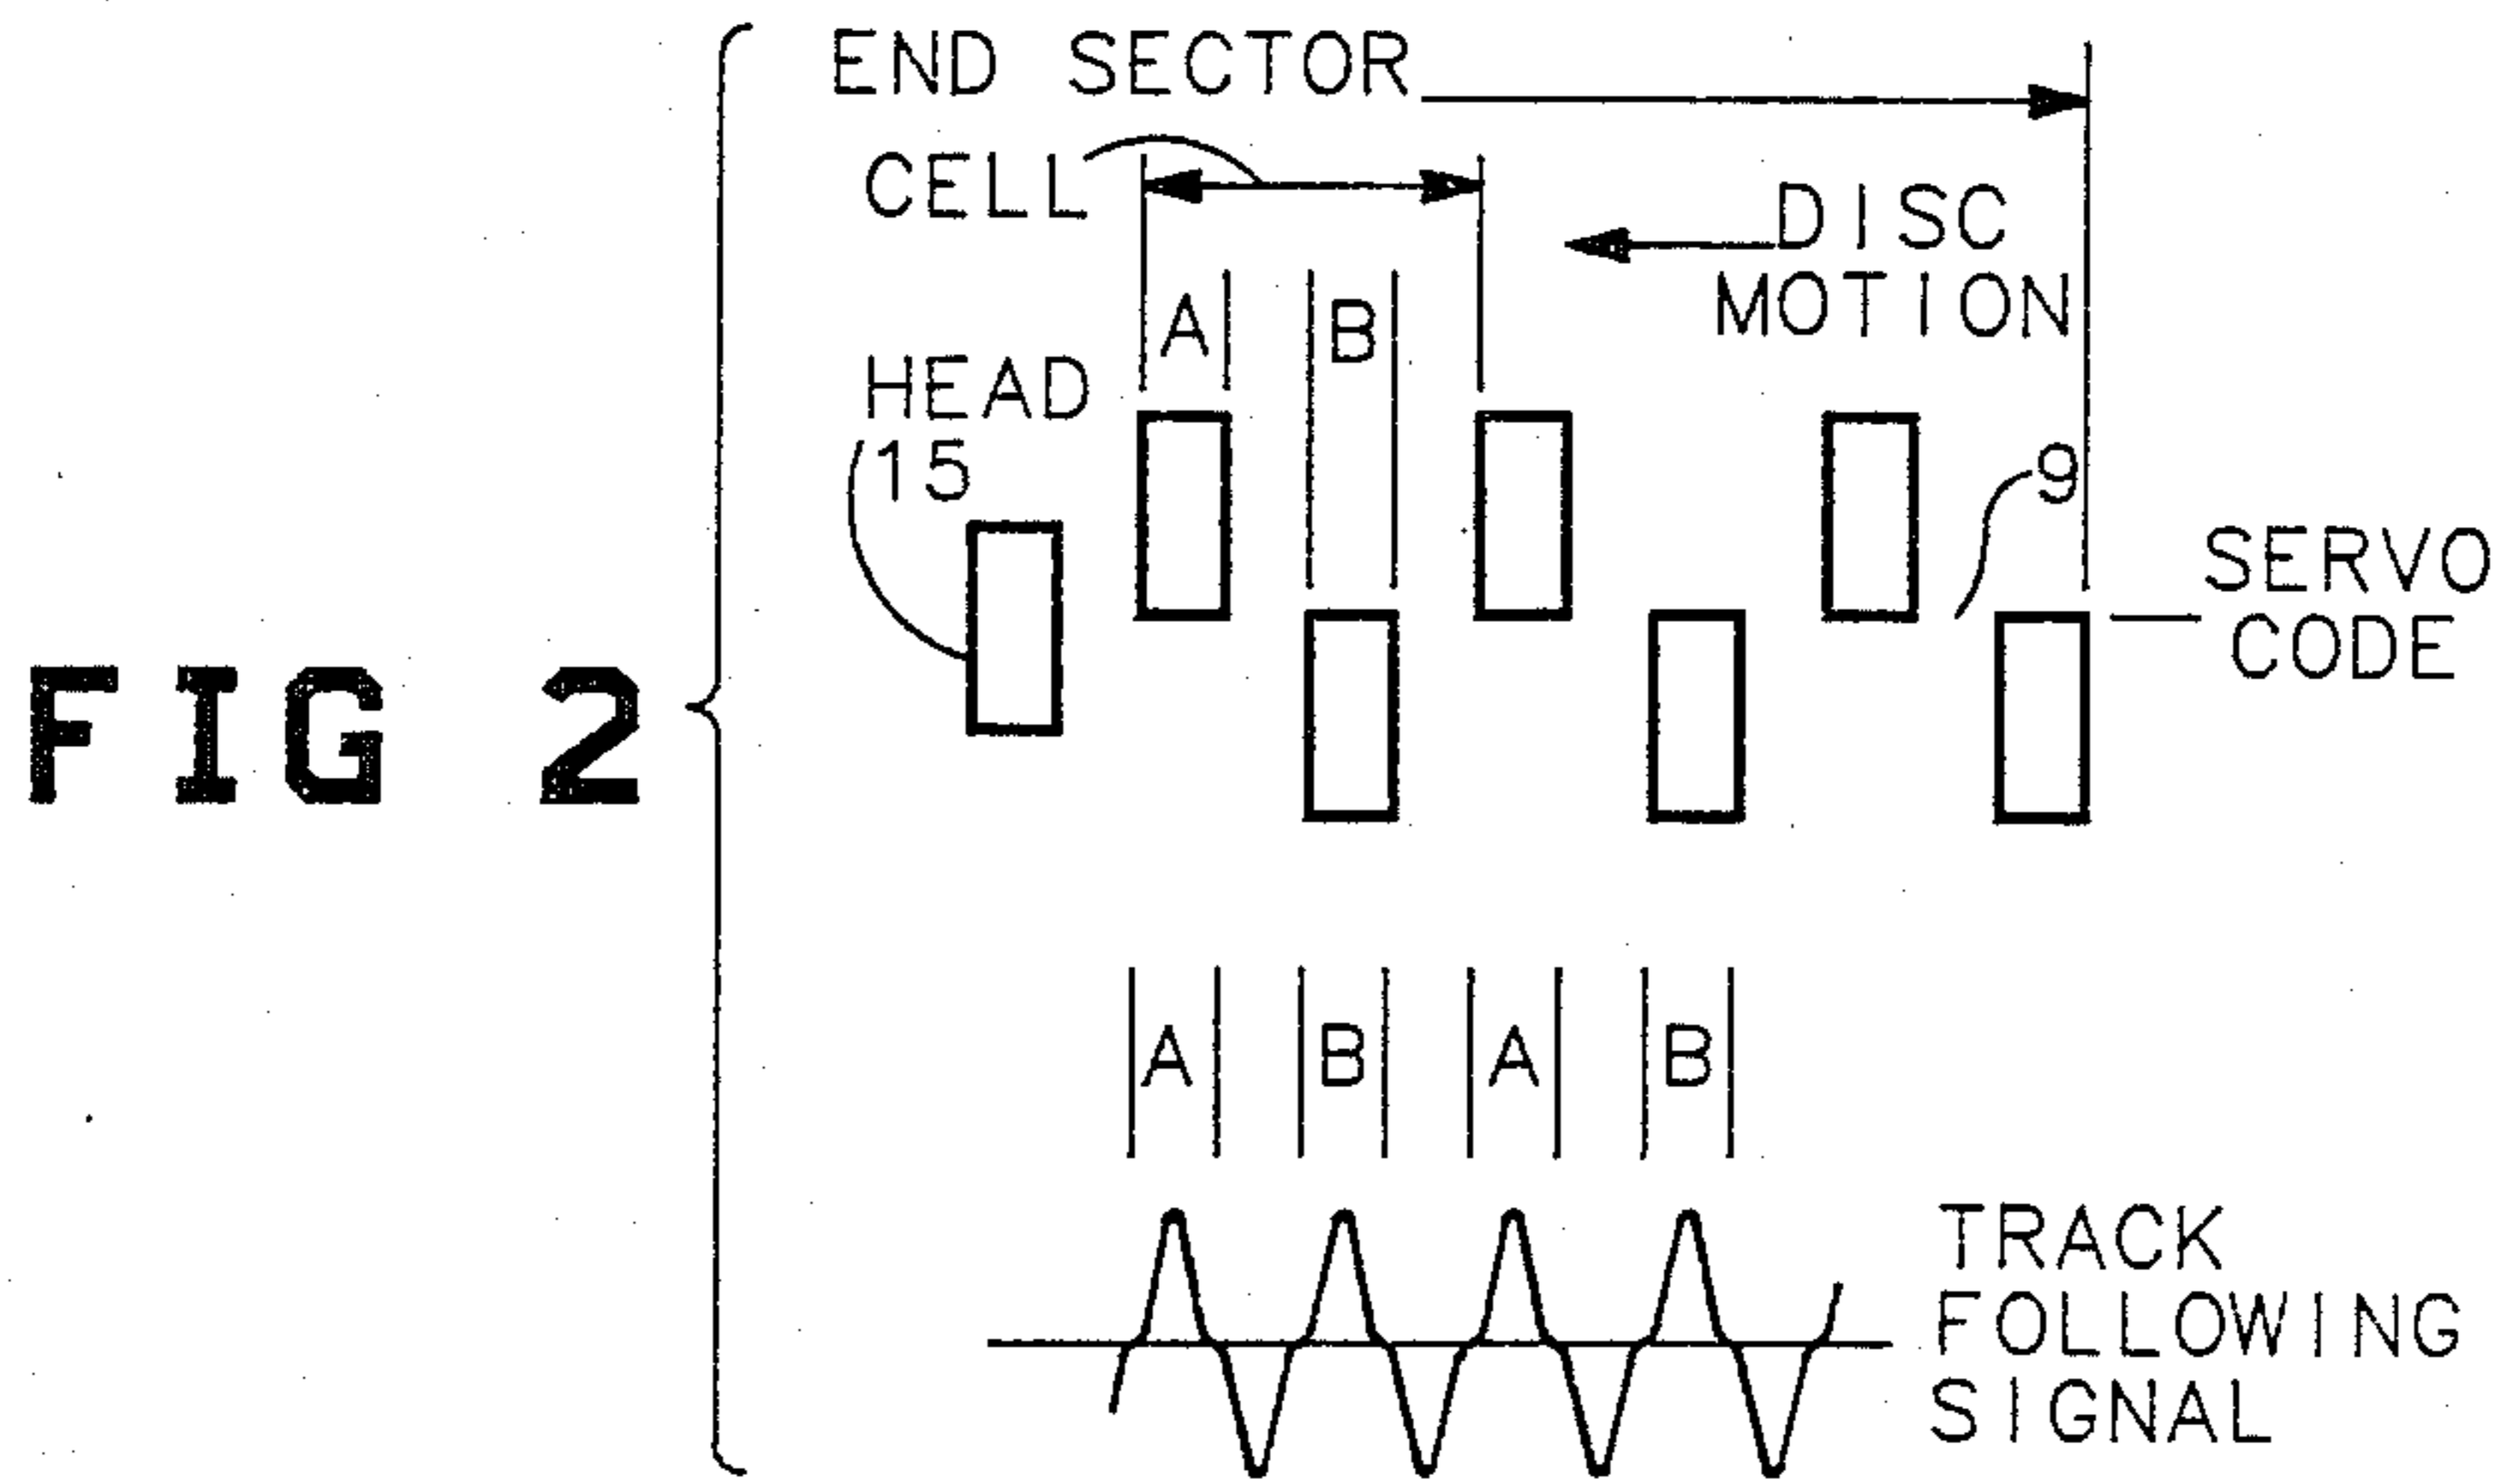 FIG 2
END SECTOR
CELL
DISC
MOTION
A B
HEAD
15
9
SERVO
CODE
A B A B
TRACK
FOLLOWING
SIGNAL